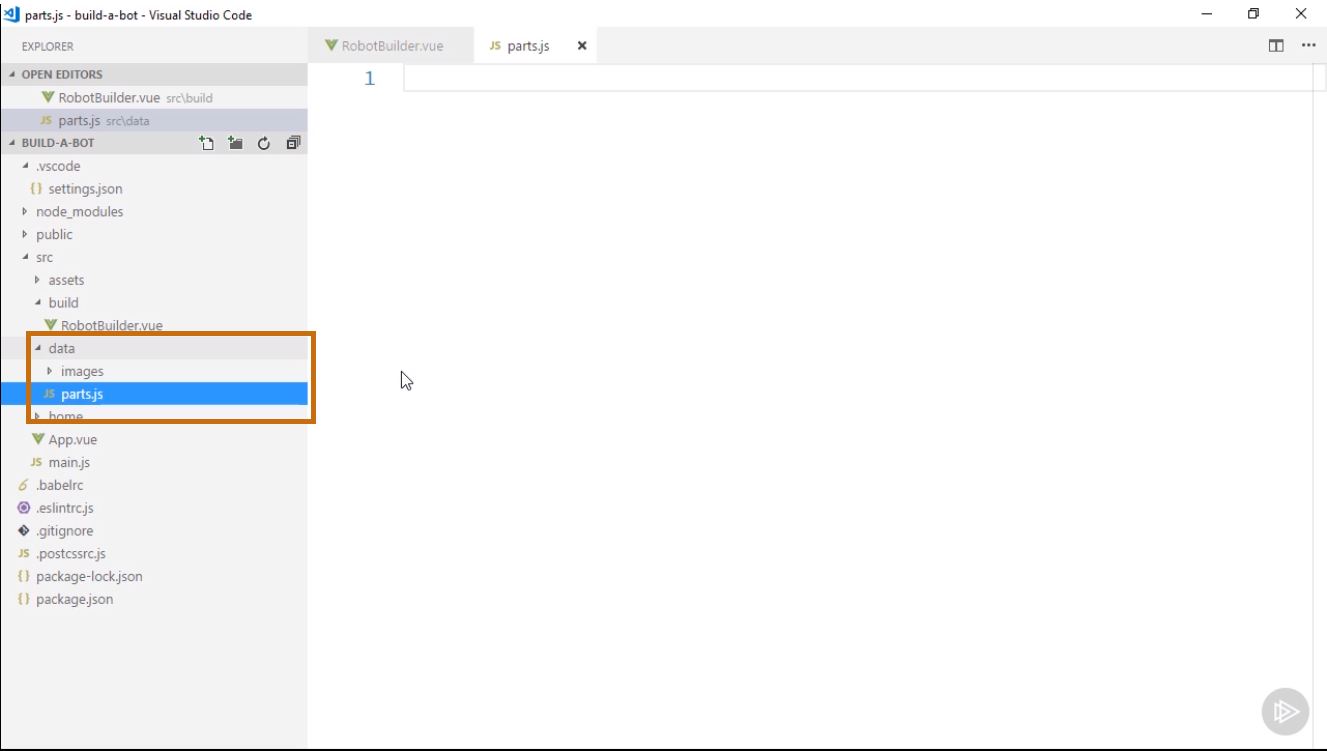 parts.js - build-a-bot - Visual Studio Code
EXPLORER
RobotBuilder.vue
JS parts.js
OPEN EDITORS
RobotBuilder.vue src\build
JS parts.js src\data
BUILD-A-BOT
.vscode
{} settings.json
node_modules
public
src
assets
build
RobotBuilder.vue
data
images
JS parts.js
home
App.vue
JS main.js
.babelrc
.eslintrc.js
.gitignore
JS .postcssrc.js
{} package-lock.json
{} package.json
1